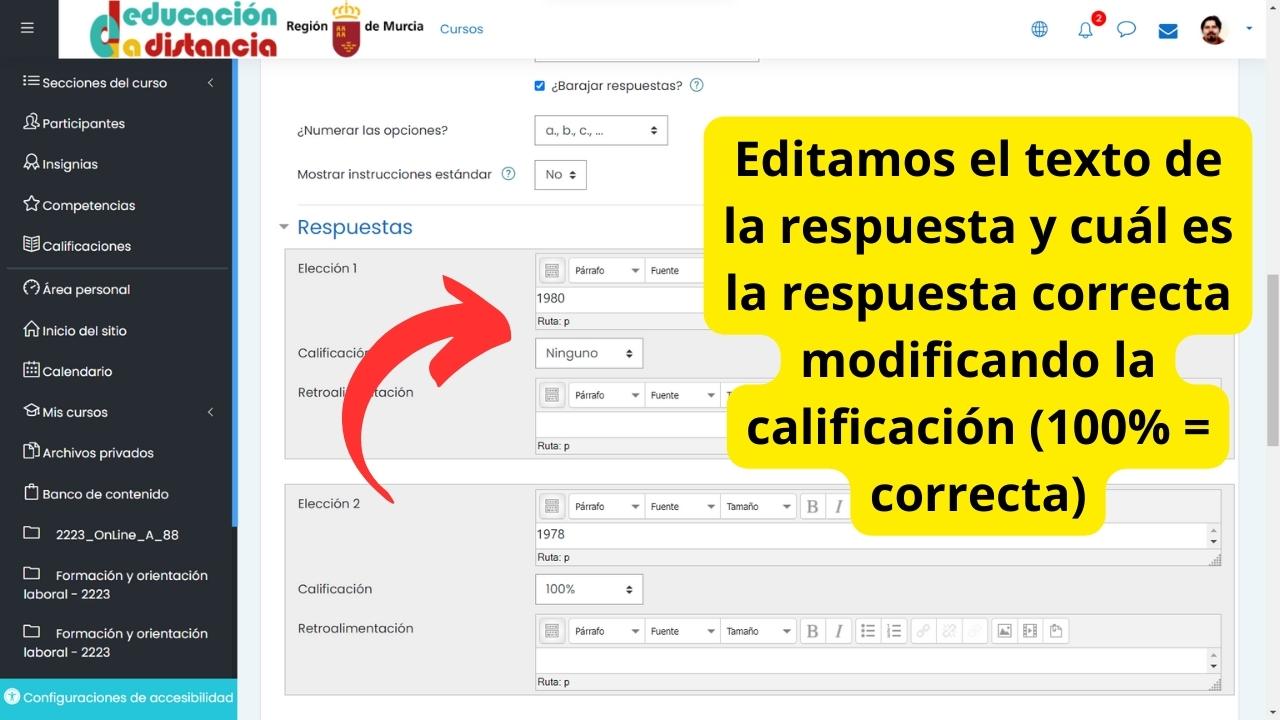 educación
a distancia
Región de Murcia
Cursos
2
Secciones del curso
Participantes
Insignias
Competencias
Calificaciones
Área personal
Inicio del sitio
Calendario
Mis cursos
Archivos privados
Banco de contenido
2223_OnLine_A_88
Formación y orientación
laboral - 2223
Formación y orientación
laboral - 2223
Configuraciones de accesibilidad
¿Barajar respuestas?
¿Numerar las opciones?
a., b., c., ...
Mostrar instrucciones estándar
No
Respuestas
Elección 1
Párrafo Fuente
1980
Ruta: p
Ninguno
Párrafo Fuente
Ruta: p
Elección 2
Párrafo Fuente Tamaño B I
1978
Ruta: p
Calificación
100%
Retroalimentación
Párrafo Fuente Tamaño B I
Ruta: p
Editamos el texto de
la respuesta y cuál es
la respuesta correcta
modificando la
calificación (100% =
correcta)